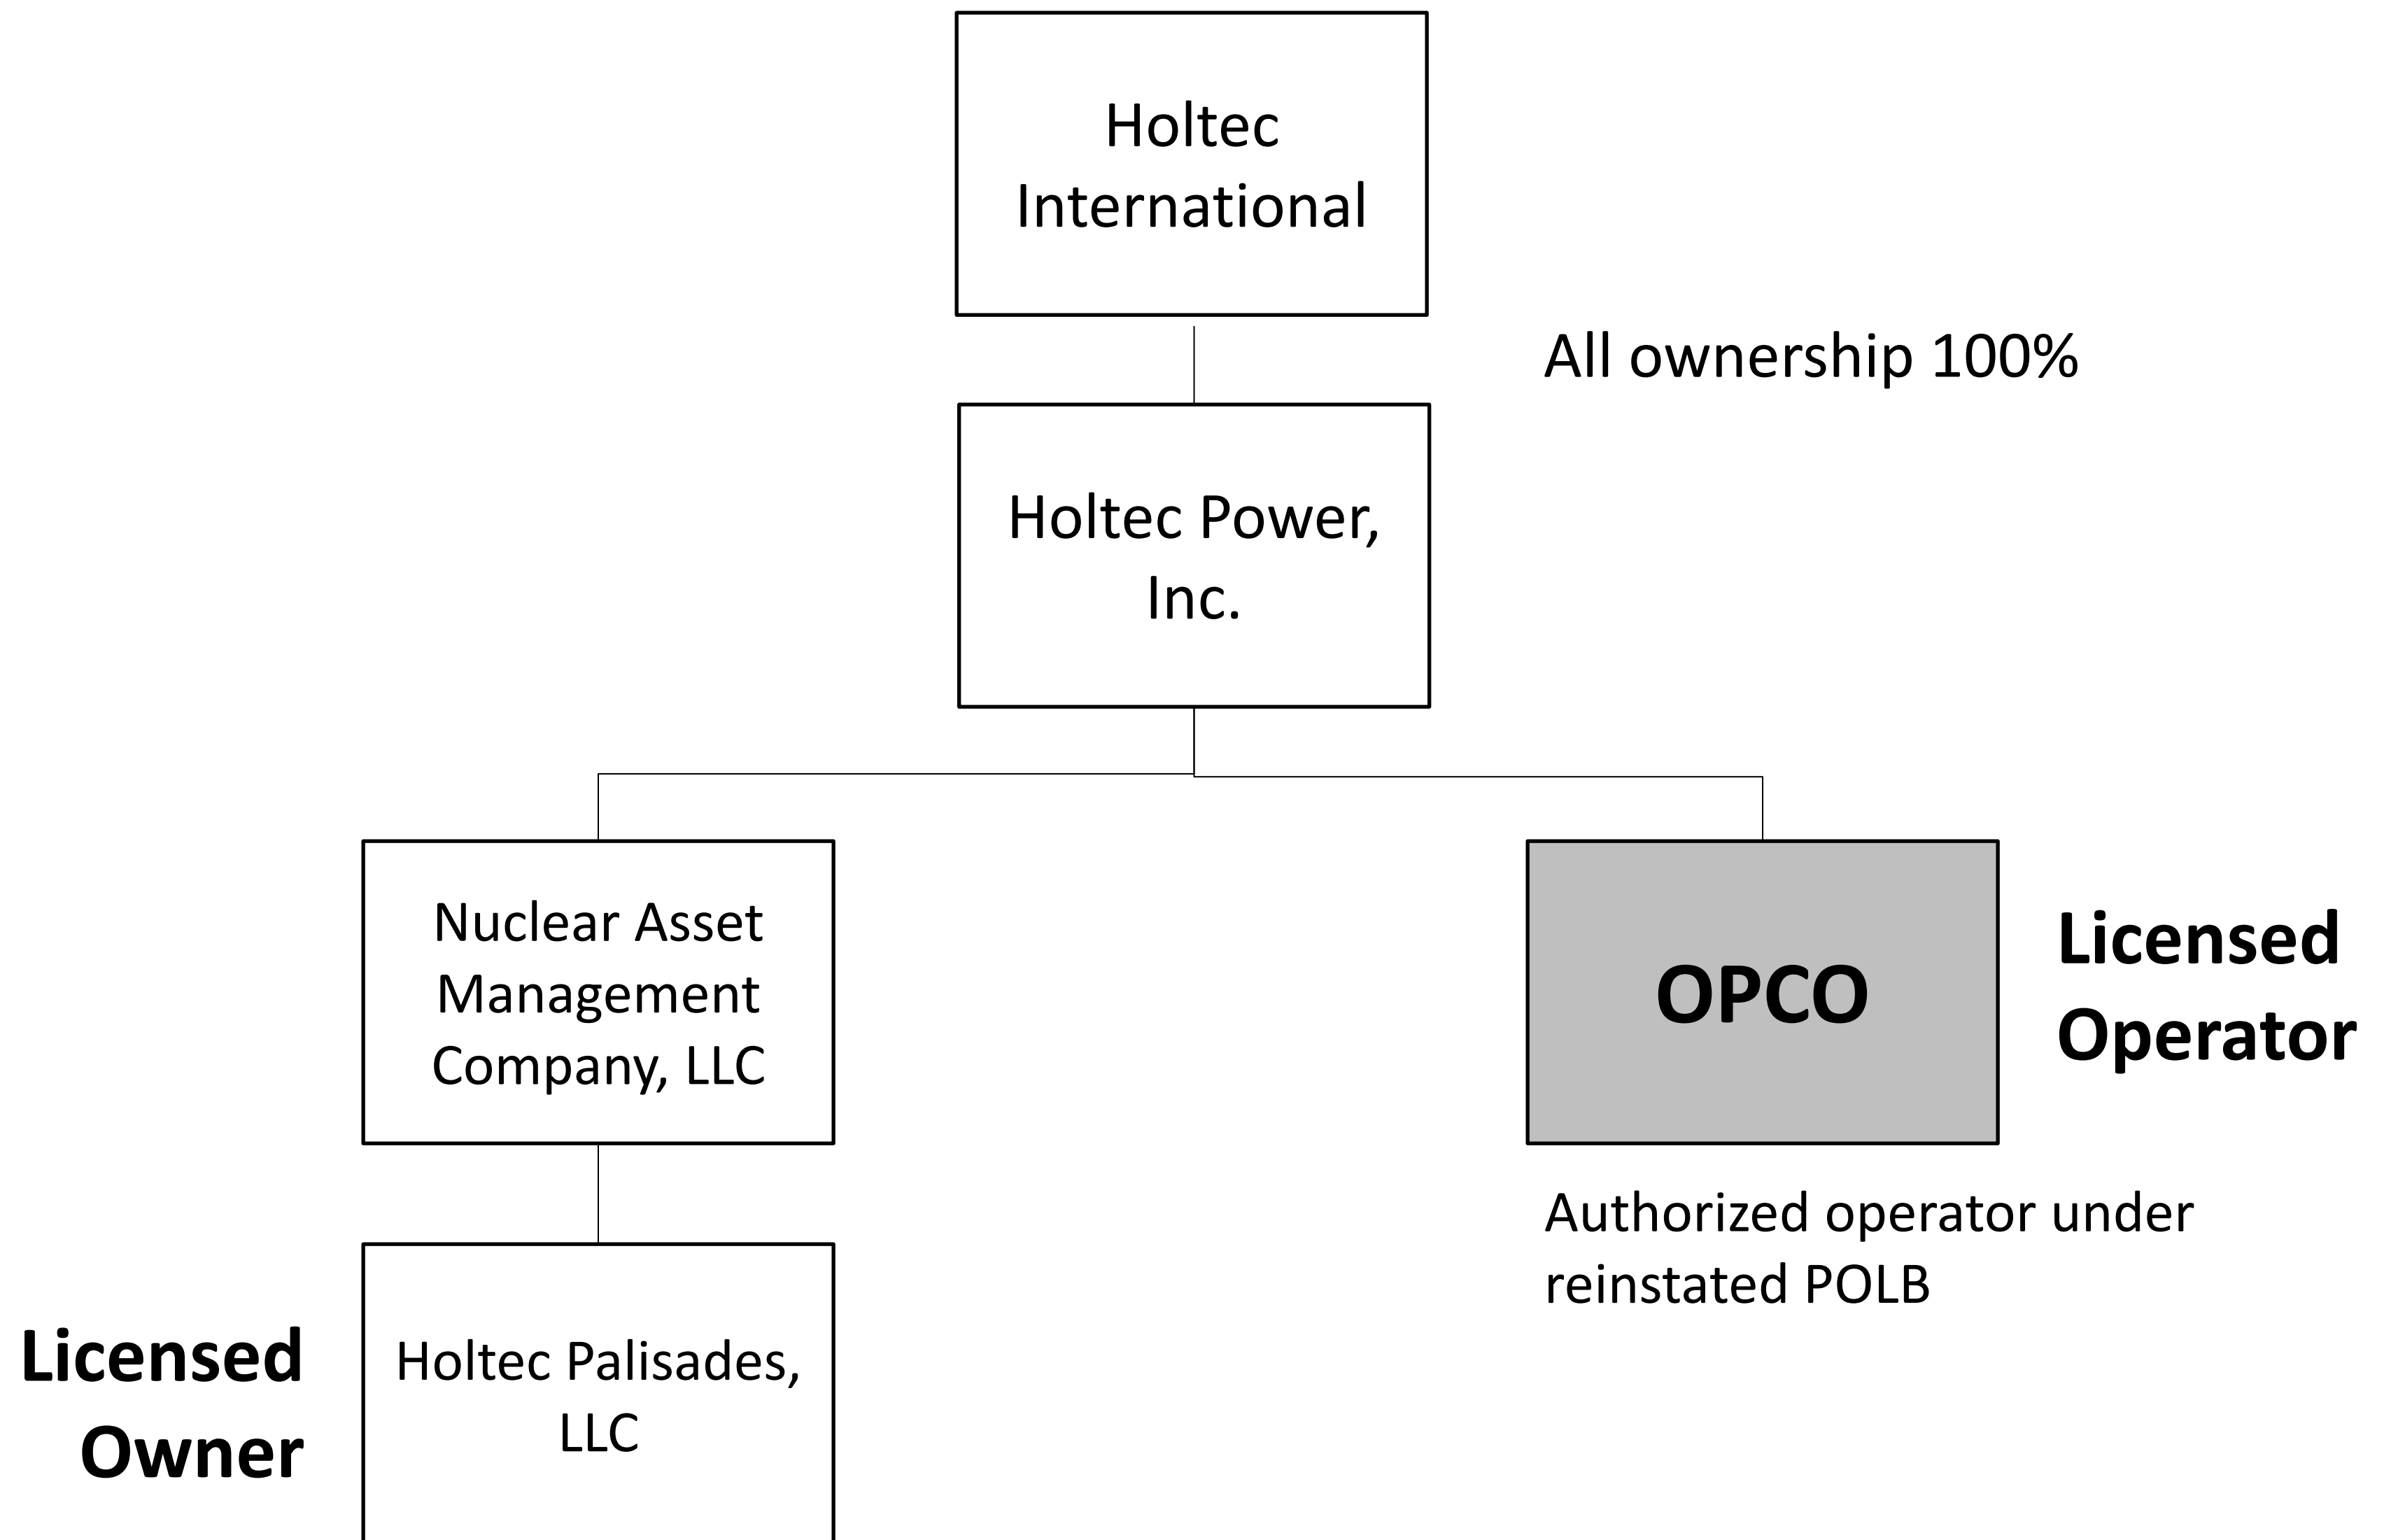 Holtec
International
All ownership 100%
Holtec Power,
Inc.
Nuclear Asset
Management
Company, LLC
OPCO
Licensed
Operator
Authorized operator under
reinstated POLB
Licensed
Owner
Holtec Palisades,
LLC